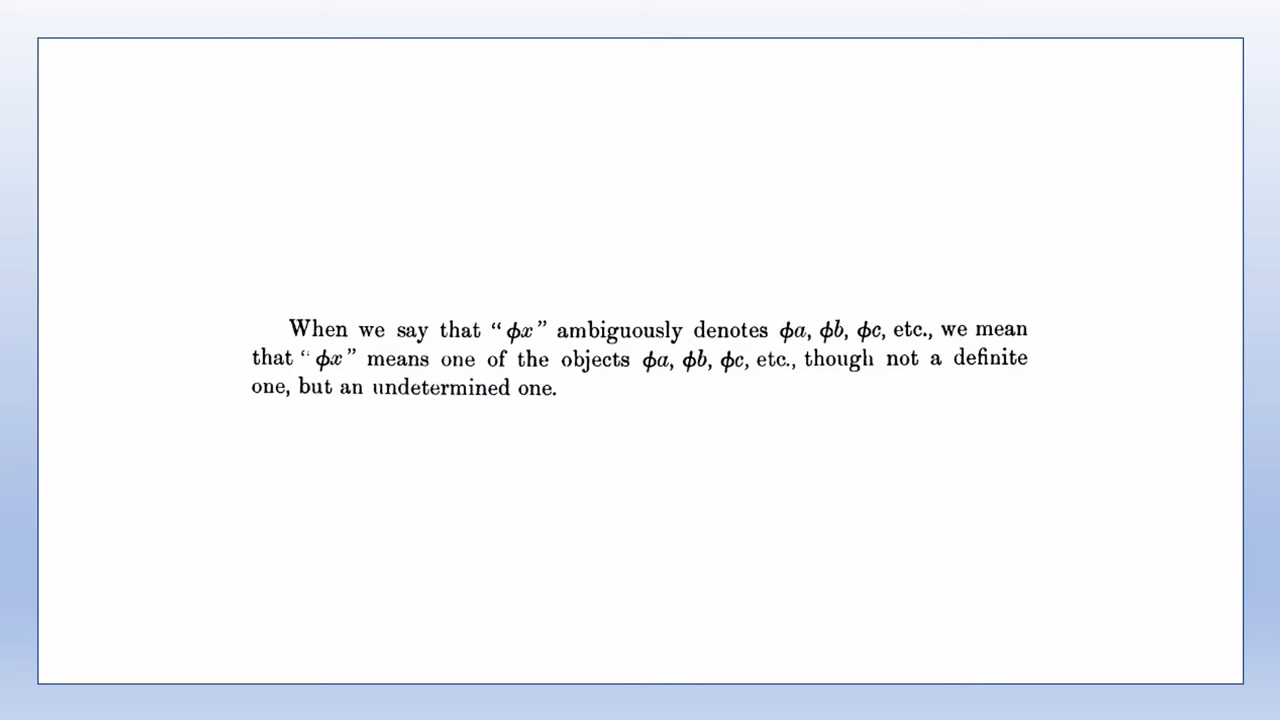 When we say that “ϕx” ambiguously denotes ϕa, ϕb, ϕc, etc., we mean
that “ϕx” means one of the objects ϕa, ϕb, ϕc, etc., though not a definite
one, but an undetermined one.